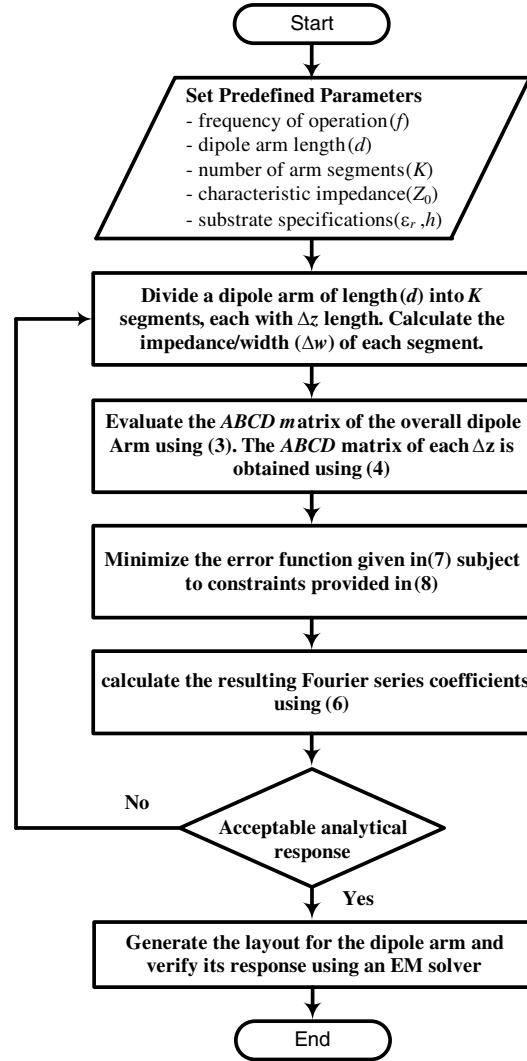 Start
Set Predefined Parameters
- frequency of operation(f)
- dipole arm length(d)
- number of arm segments(K)
- characteristic impedance(Z₀)
- substrate specifications(εᵣ ,h)
Divide a dipole arm of length(d) into K
segments, each with Δz length. Calculate the
impedance/width (Δw) of each segment.
Evaluate the ABCD matrix of the overall dipole
Arm using (3). The ABCD matrix of each Δz is
obtained using (4)
Minimize the error function given in(7) subject
to constraints provided in(8)
calculate the resulting Fourier series coefficients
using (6)
No
Acceptable analytical
response
Yes
Generate the layout for the dipole arm and
verify its response using an EM solver
End